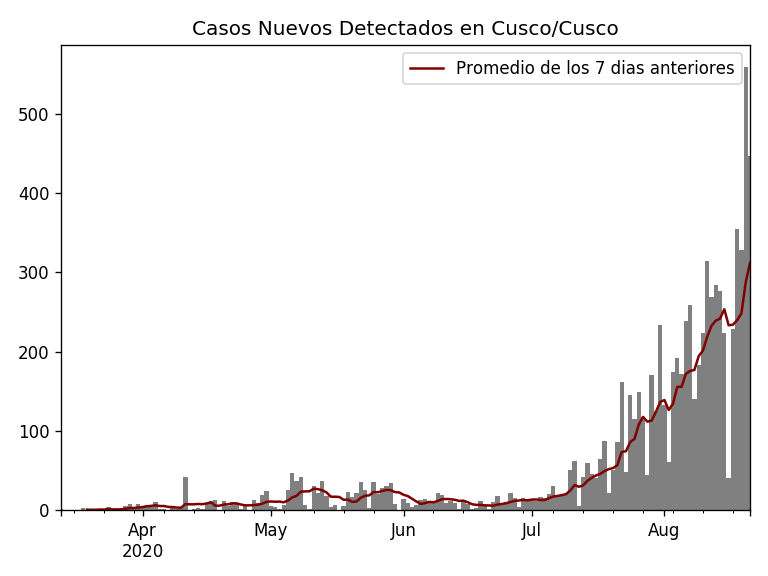 Casos Nuevos Detectados en Cusco/Cusco
Promedio de los 7 dias anteriores
500
400
300
200
100
0
Apr
2020
May
Jun
Jul
Aug